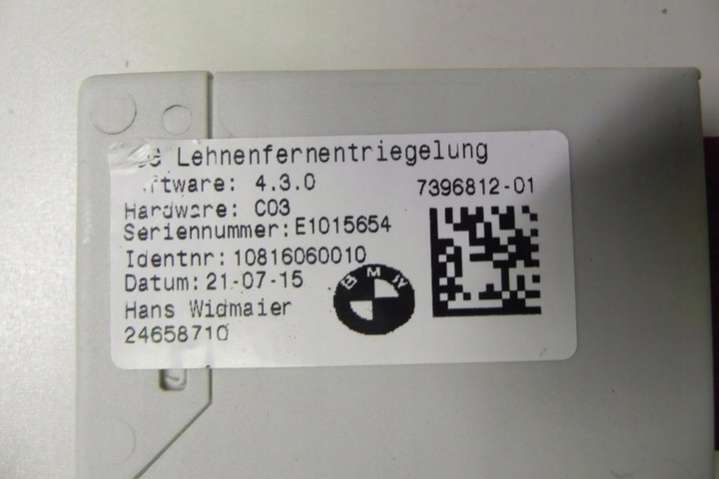 Lehnenfernentriegelung
Software: 4.3.0
7396812-01
Hardware: C03
Seriennummer: E1015654
Identnr: 10816060010
Datum: 21-07-15
Hans Widmaier
24658710
BMW